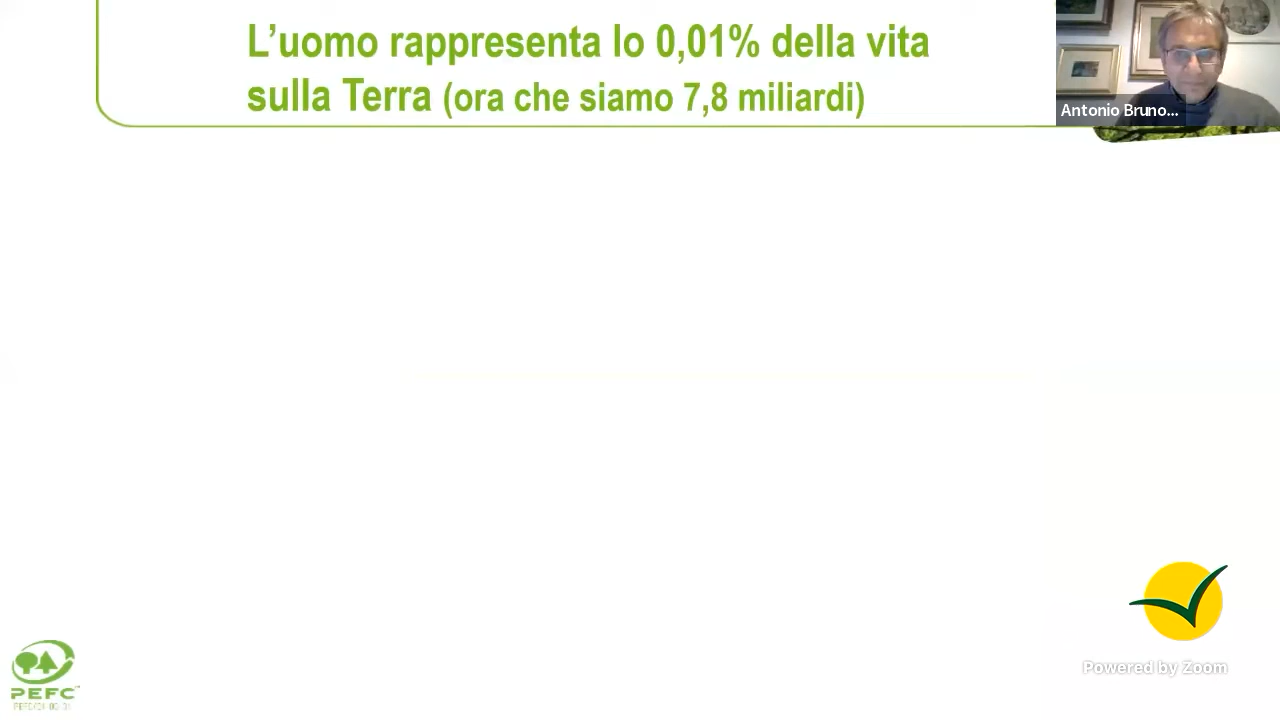 L’uomo rappresenta lo 0,01% della vita
sulla Terra (ora che siamo 7,8 miliardi)
Antonio Bruno...
Powered by Zoom
PEFC